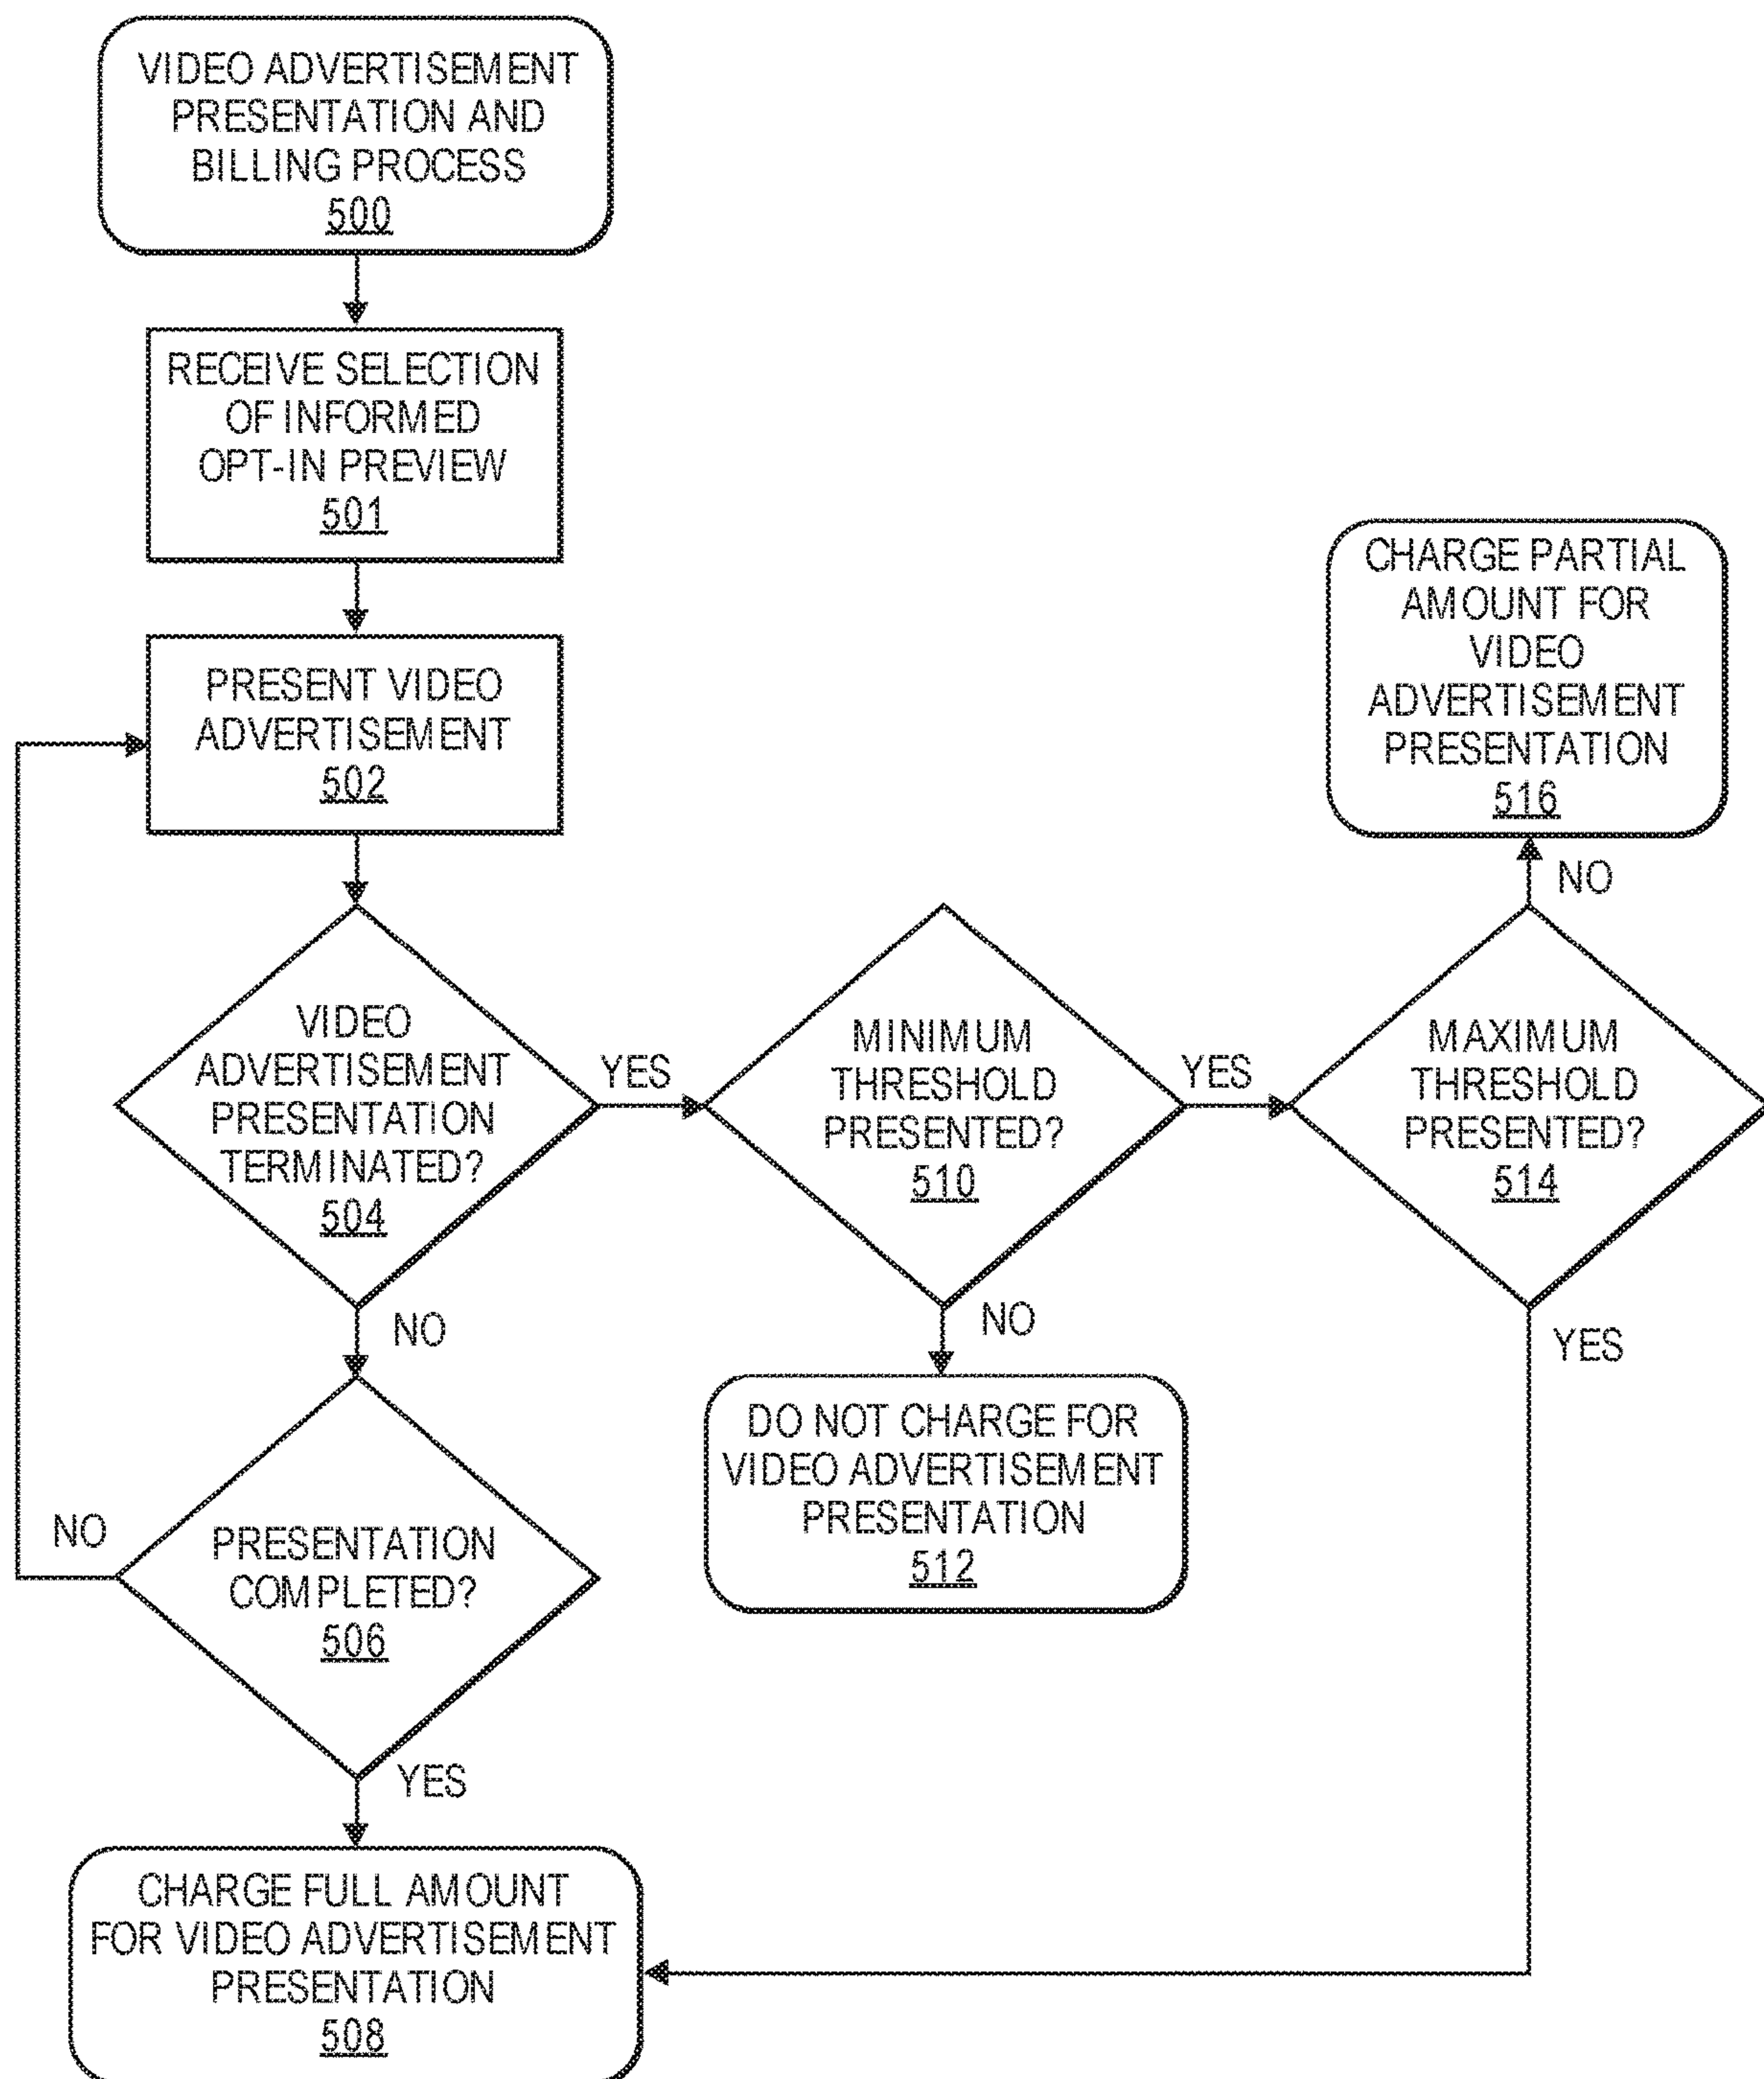 VIDEO ADVERTISEMENT
PRESENTATION AND
BILLING PROCESS
500
RECEIVE SELECTION
OF INFORMED
OPT-IN PREVIEW
501
PRESENT VIDEO
ADVERTISEMENT
502
VIDEO
ADVERTISEMENT
PRESENTATION
TERMINATED?
504
YES
NO
MINIMUM
THRESHOLD
PRESENTED?
510
YES
NO
MAXIMUM
THRESHOLD
PRESENTED?
514
NO
YES
CHARGE PARTIAL
AMOUNT FOR
VIDEO
ADVERTISEMENT
PRESENTATION
516
DO NOT CHARGE FOR
VIDEO ADVERTISEMENT
PRESENTATION
512
PRESENTATION
COMPLETED?
506
NO
YES
CHARGE FULL AMOUNT
FOR VIDEO ADVERTISEMENT
PRESENTATION
508